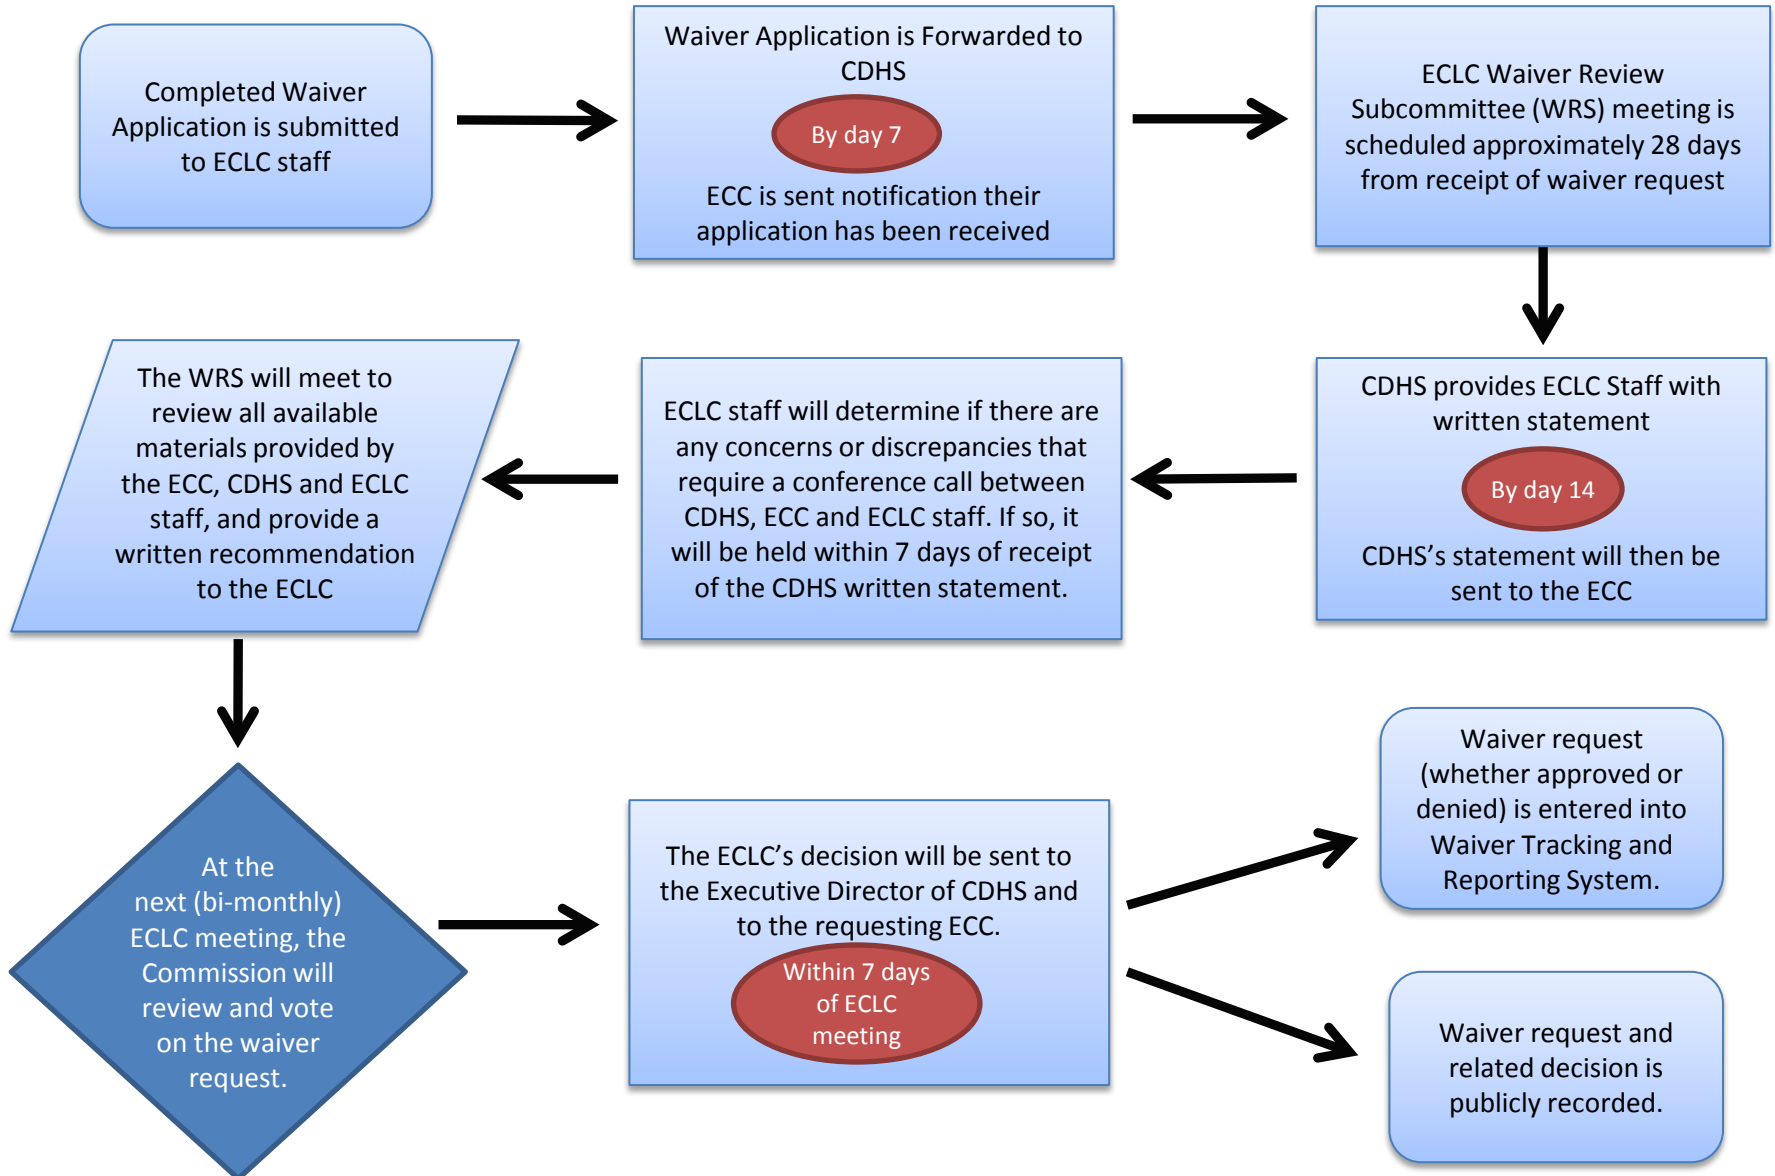 Completed Waiver
Application is submitted
to ECLC staff
Waiver Application is Forwarded to
CDHS
By day 7
ECC is sent notification their
application has been received
ECLC Waiver Review
Subcommittee (WRS) meeting is
scheduled approximately 28 days
from receipt of waiver request
CDHS provides ECLC Staff with
written statement
By day 14
CDHS’s statement will then be
sent to the ECC
ECLC staff will determine if there are
any concerns or discrepancies that
require a conference call between
CDHS, ECC and ECLC staff. If so, it
will be held within 7 days of receipt
of the CDHS written statement.
The WRS will meet to
review all available
materials provided by
the ECC, CDHS and ECLC
staff, and provide a
written recommendation
to the ECLC
At the
next (bi-monthly)
ECLC meeting, the
Commission will
review and vote
on the waiver
request.
The ECLC’s decision will be sent to
the Executive Director of CDHS and
to the requesting ECC.
Within 7 days
of ECLC
meeting
Waiver request
(whether approved or
denied) is entered into
Waiver Tracking and
Reporting System.
Waiver request and
related decision is
publicly recorded.